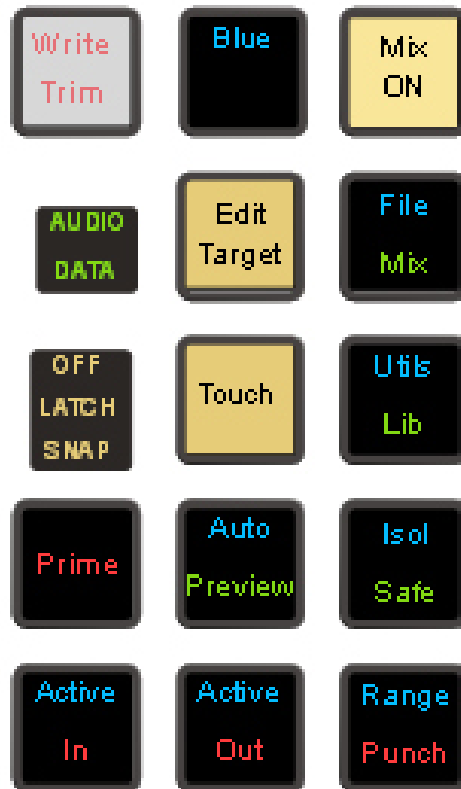 Write
Trim
Blue
Mix
ON
AUDIO
DATA
Edit
Target
File
Mix
OFF
LATCH
SNAP
Touch
Utils
Lib
Prime
Auto
Preview
Isol
Safe
Active
In
Active
Out
Range
Punch